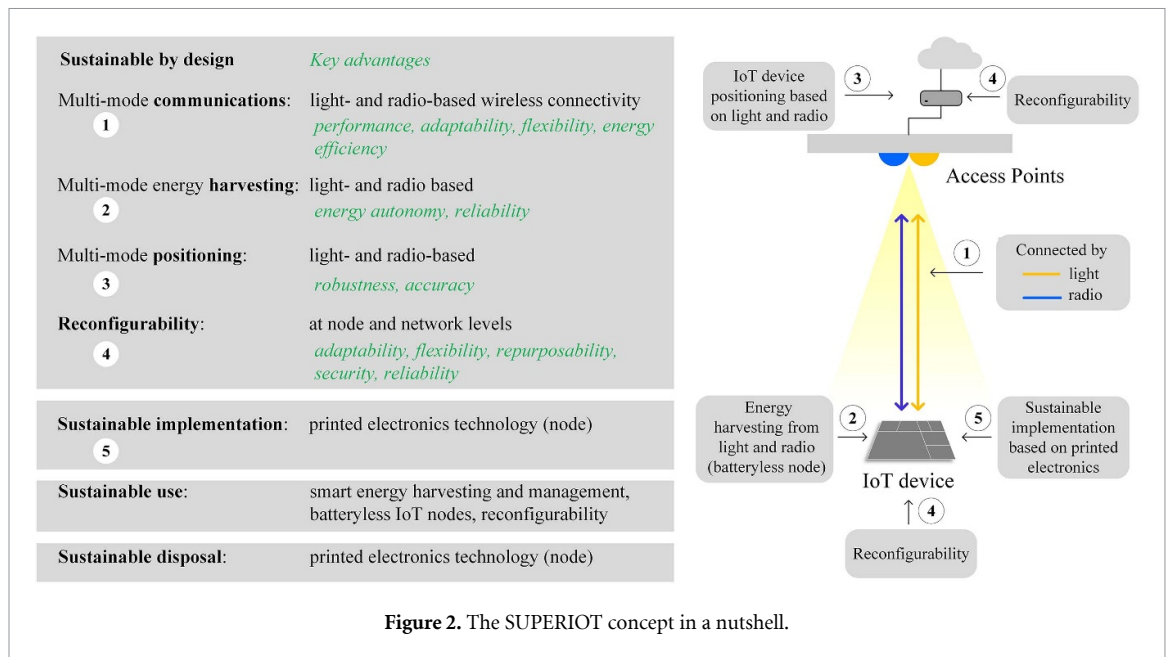 Sustainable by design Key advantages
Multi-mode communications: light- and radio-based wireless connectivity
1 performance, adaptability, flexibility, energy
efficiency
Multi-mode energy harvesting: light- and radio based
2 energy autonomy, reliability
Multi-mode positioning: light- and radio-based
3 robustness, accuracy
Reconfigurability: at node and network levels
4 adaptability, flexibility, repurposability,
security, reliability
Sustainable implementation: printed electronics technology (node)
5
Sustainable use: smart energy harvesting and management,
batteryless IoT nodes, reconfigurability
Sustainable disposal: printed electronics technology (node)
IoT device
positioning based
on light and radio
3
4
Reconfigurability
Access Points
1
Connected by
light
radio
Energy
harvesting from
light and radio
(batteryless node)
2
5
Sustainable
implementation
based on printed
electronics
IoT device
4
Reconfigurability
Figure 2. The SUPERIOT concept in a nutshell.